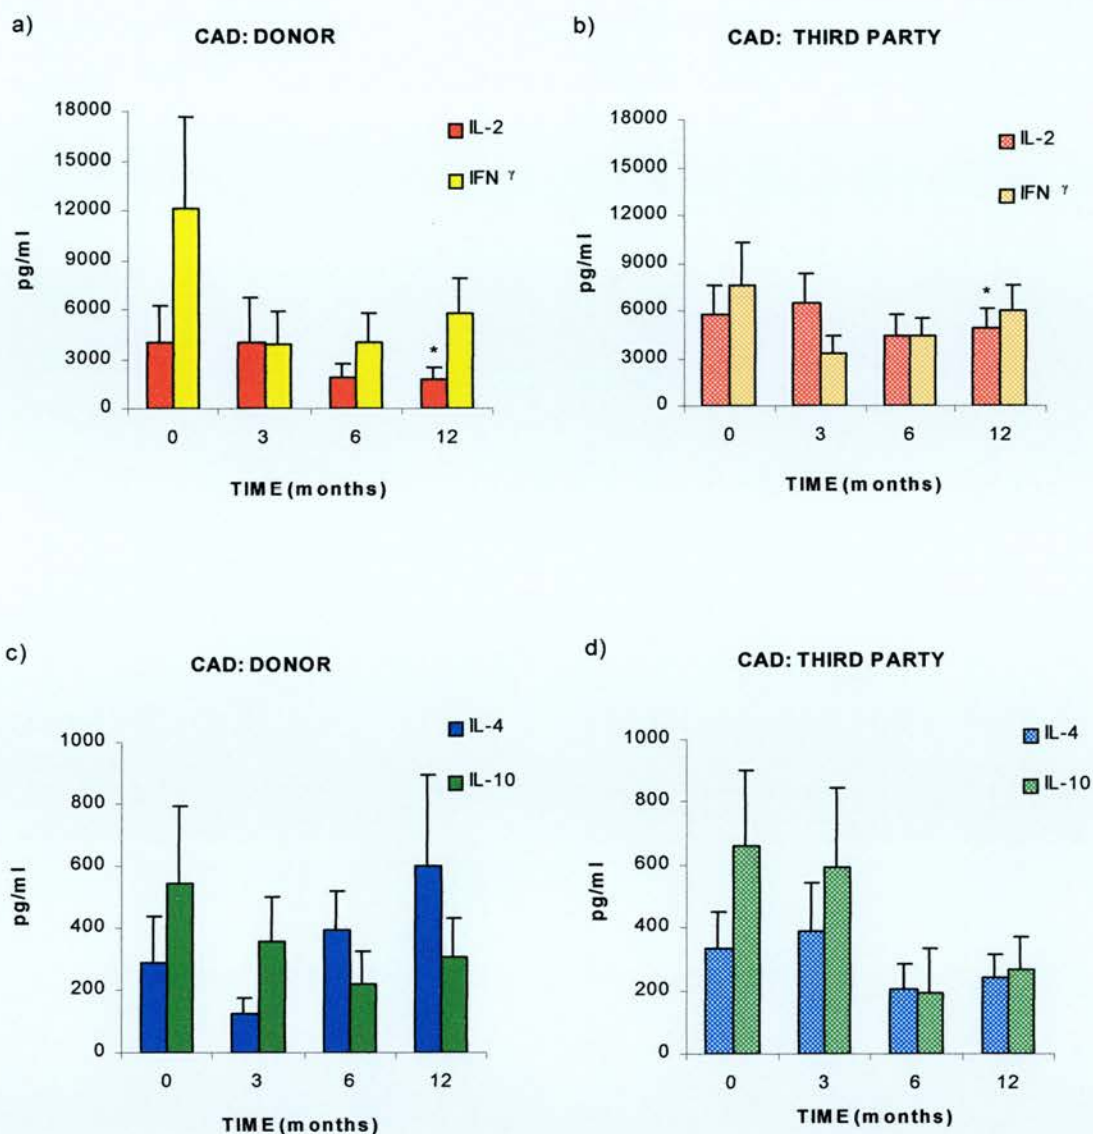 a)
CAD: DONOR
18000
15000
12000
9000
6000
3000
0
pg/ml
IL-2
IFN γ
*
0 3 6 12
TIME (months)
b)
CAD: THIRD PARTY
18000
15000
12000
9000
6000
3000
0
pg/ml
IL-2
IFN γ
*
0 3 6 12
TIME (months)
c)
CAD: DONOR
1000
800
600
400
200
0
pg/ml
IL-4
IL-10
0 3 6 12
TIME (months)
d)
CAD: THIRD PARTY
1000
800
600
400
200
0
pg/ml
IL-4
IL-10
0 3 6 12
TIME (months)